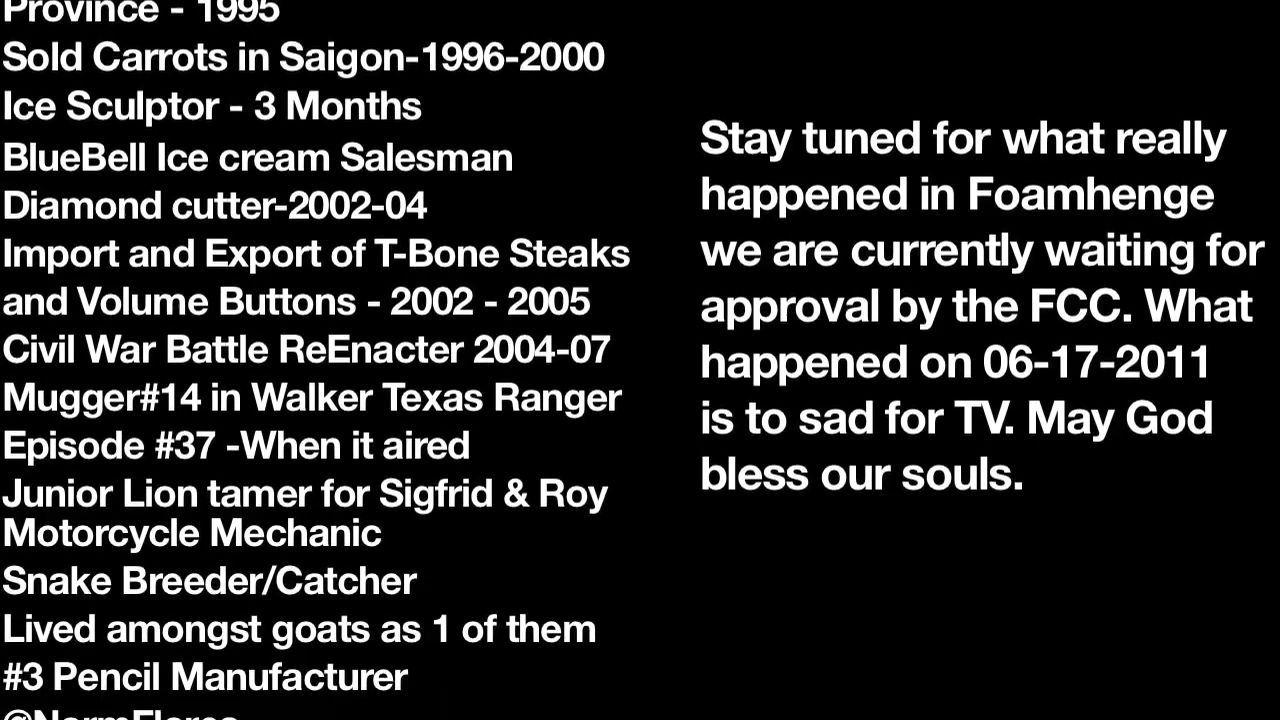 Province - 1995
Sold Carrots in Saigon-1996-2000
Ice Sculptor - 3 Months
BlueBell Ice cream Salesman
Diamond cutter-2002-04
Import and Export of T-Bone Steaks
and Volume Buttons - 2002 - 2005
Civil War Battle ReEnacter 2004-07
Mugger#14 in Walker Texas Ranger
Episode #37 -When it aired
Junior Lion tamer for Sigfrid & Roy
Motorcycle Mechanic
Snake Breeder/Catcher
Lived amongst goats as 1 of them
#3 Pencil Manufacturer
Stay tuned for what really
happened in Foamhenge
we are currently waiting for
approval by the FCC. What
happened on 06-17-2011
is to sad for TV. May God
bless our souls.